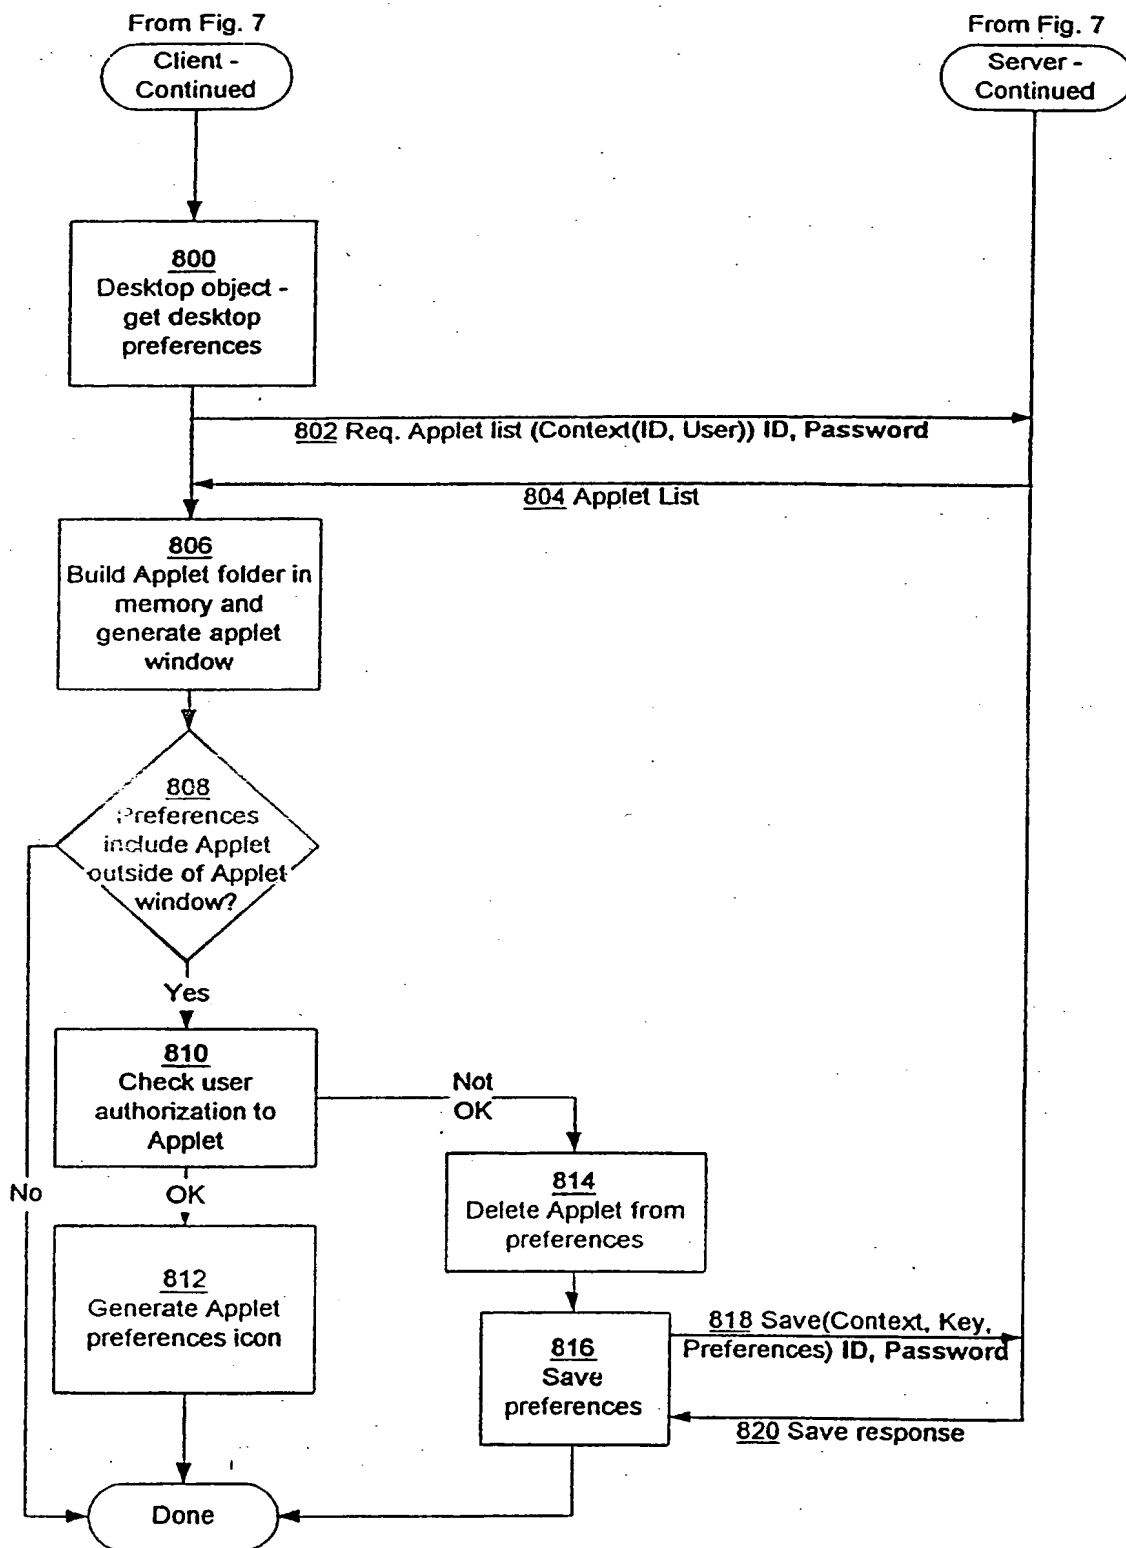 From Fig. 7
Client -
Continued
From Fig. 7
Server -
Continued
800
Desktop object -
get desktop
preferences
802 Req. Applet list (Context(ID, User)) ID, Password
804 Applet List
806
Build Applet folder in
memory and
generate applet
window
808
Preferences
include Applet
outside of Applet
window?
Yes
No
810
Check user
authorization to
Applet
Not
OK
OK
814
Delete Applet from
preferences
812
Generate Applet
preferences icon
816
Save
preferences
818 Save(Context, Key,
Preferences) ID, Password
820 Save response
Done